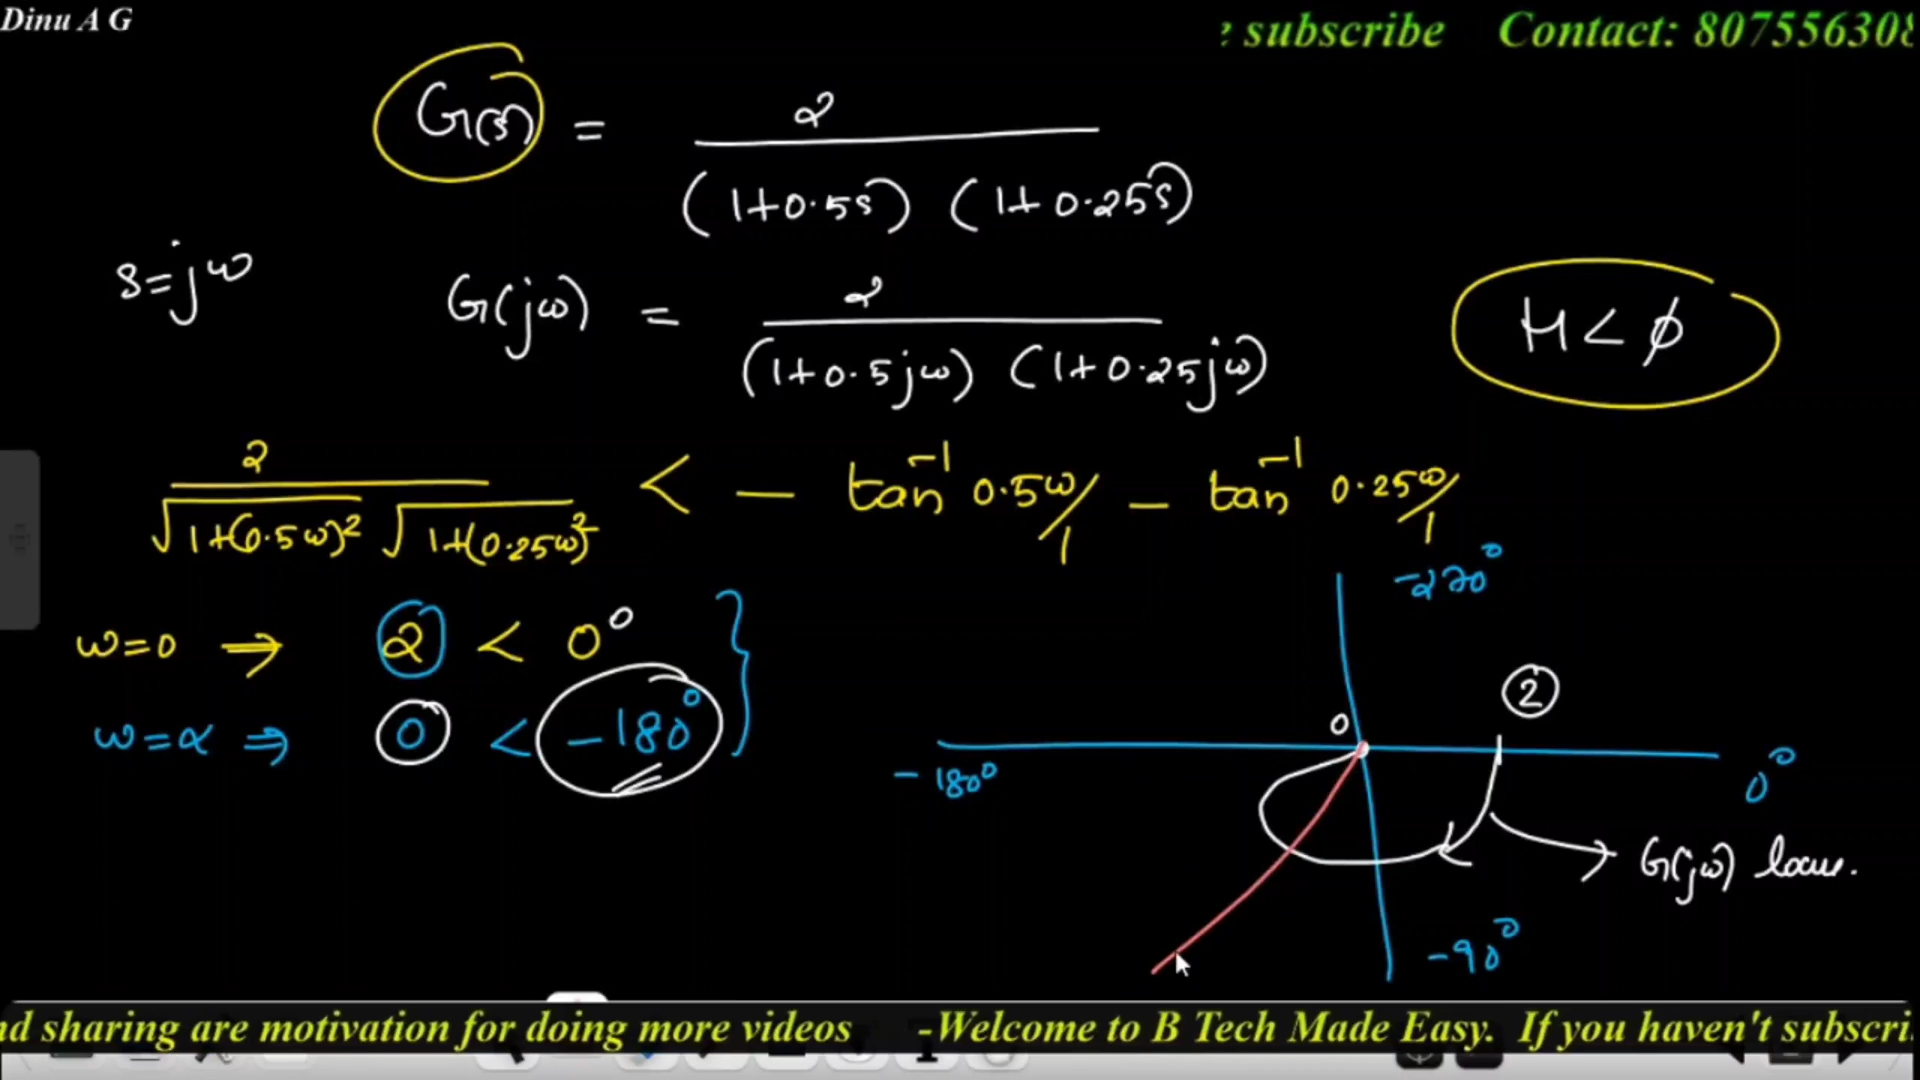 Dinu A G
e subscribe Contact: 807556308
G(s) = 2 / (1+0.5s) (1+0.25s)
s=jω
G(jω) = 2 / (1+0.5jω) (1+0.25jω)
M < φ
2 / √1+(0.5ω)² √1+(0.25ω)² < - tan⁻¹ 0.5ω/1 - tan⁻¹ 0.25ω/1
ω=0 ⇒ 2 < 0°
ω=α ⇒ 0 < -180°
-270°
0
2
-180°
0°
G(jω) locus.
-90°
nd sharing are motivation for doing more videos -Welcome to B Tech Made Easy. If you haven't subscri